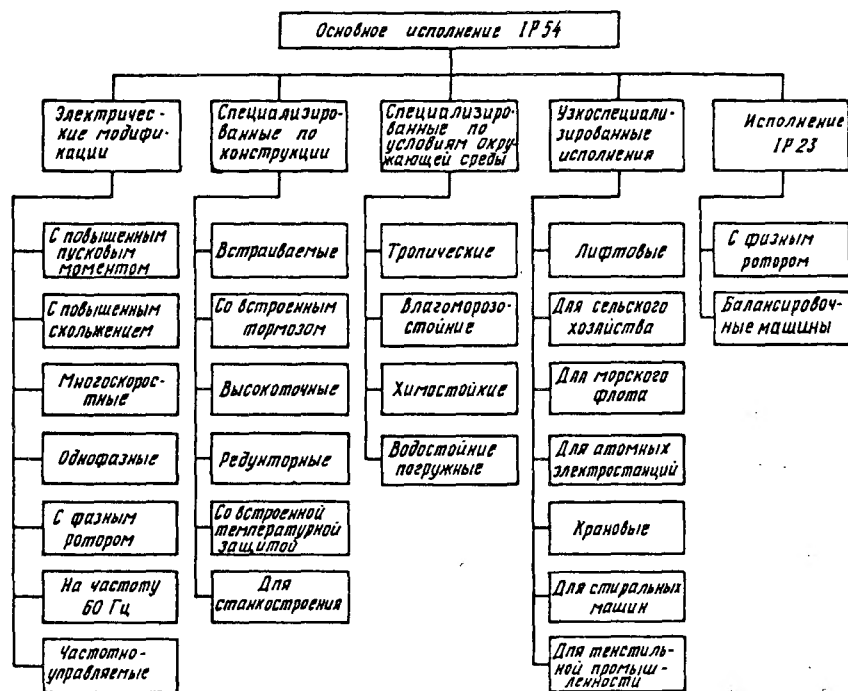 Основное исполнение IP54
Электричес-
кие модифи-
кации
Специализиро-
ванные по
конструкции
Специализиро-
ванные по
условиям окру-
жающей среды
Узкоспециали-
зированные
исполнения
Исполнение
IP23
С повышенным
пусковым
моментом
С повышенным
скольжением
Многоскорост-
ные
Однофазные
С фазным
ротором
На частоту
60 Гц
Частотно-
управляемые
Встраиваемые
Со встроенным
тормозом
Высокоточные
Редукторные
Со встроенной
температурной
защитой
Для
станкостроения
Тропические
Влагоморозо-
стойкие
Химостойкие
Водостойкие
погружные
Лифтовые
Для сельского
хозяйства
Для морского
флота
Для атомных
электростанций
Крановые
Для стиральных
машин
Для текстиль-
ной промыш-
ленности
С фазным
ротором
Балансировоч-
ные машины